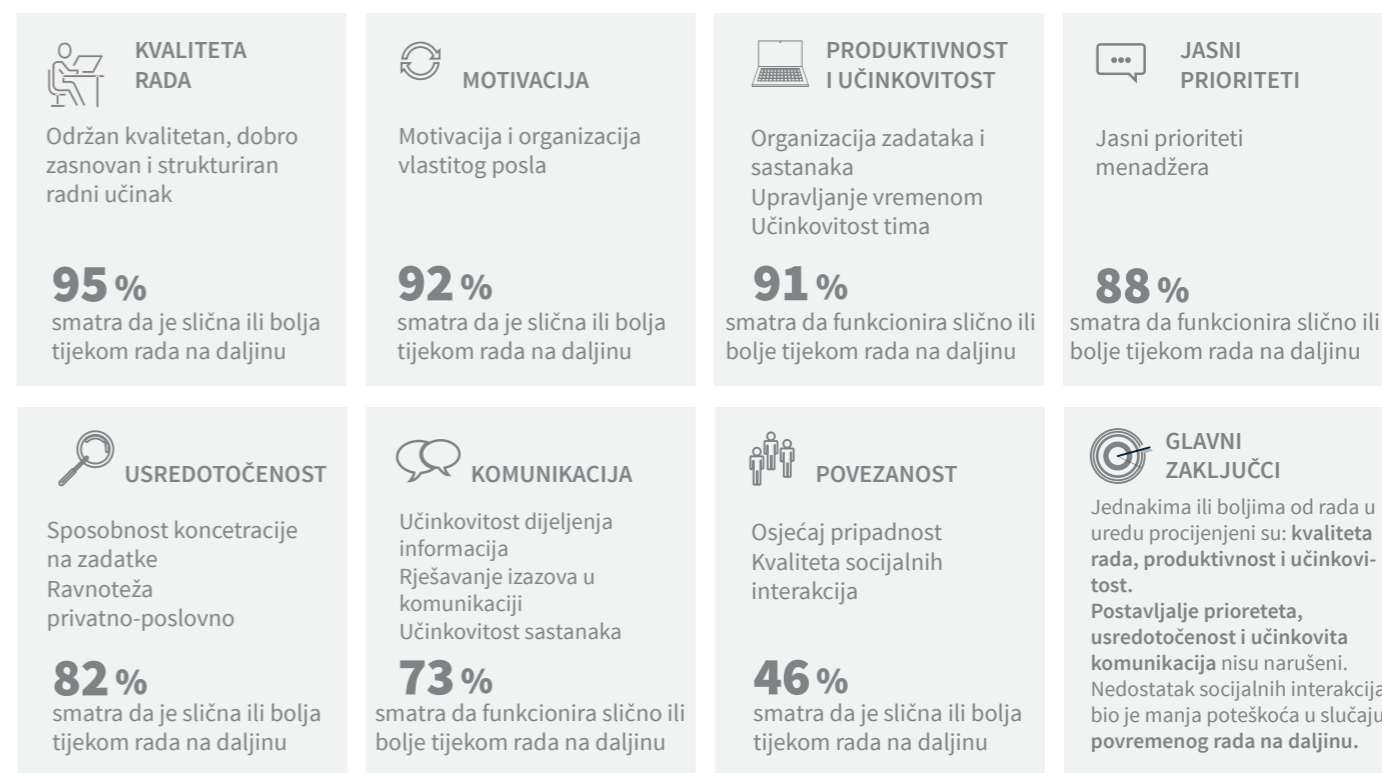 KVALITETA
RADA
Održan kvalitetan, dobro
zasnovan i strukturiran
radni učinak
95 %
smatra da je slična ili bolja
tijekom rada na daljinu
MOTIVACIJA
Motivacija i organizacija
vlastitog posla
92 %
smatra da je slična ili bolja
tijekom rada na daljinu
PRODUKTIVNOST
I UČINKOVITOST
Organizacija zadataka i
sastanaka
Upravljanje vremenom
Učinkovitost tima
91 %
smatra da funkcionira slično ili
bolje tijekom rada na daljinu
JASNI
PRIORITETI
Jasni prioriteti
menadžera
88 %
smatra da funkcionira slično ili
bolje tijekom rada na daljinu
USREDOTOČENOST
Sposobnost koncetracije
na zadatke
Ravnoteža
privatno-poslovno
82 %
smatra da je slična ili bolja
tijekom rada na daljinu
KOMUNIKACIJA
Učinkovitost dijeljenja
informacija
Rješavanje izazova u
komunikaciji
Učinkovitost sastanaka
73 %
smatra da funkcionira slično ili
bolje tijekom rada na daljinu
POVEZANOST
Osjećaj pripadnost
Kvaliteta socijalnih
interakcija
46 %
smatra da je slična ili bolja
tijekom rada na daljinu
GLAVNI
ZAKLJUČCI
Jednakima ili boljima od rada u
uredu procijenjeni su: kvaliteta
rada, produktivnost i učinkovi-
tost.
Postavljalje prioreteta,
usredotočenost i učinkovita
komunikacija nisu narušeni.
Nedostatak socijalnih interakcija
bio je manja poteškoća u slučaju
povremenog rada na daljinu.